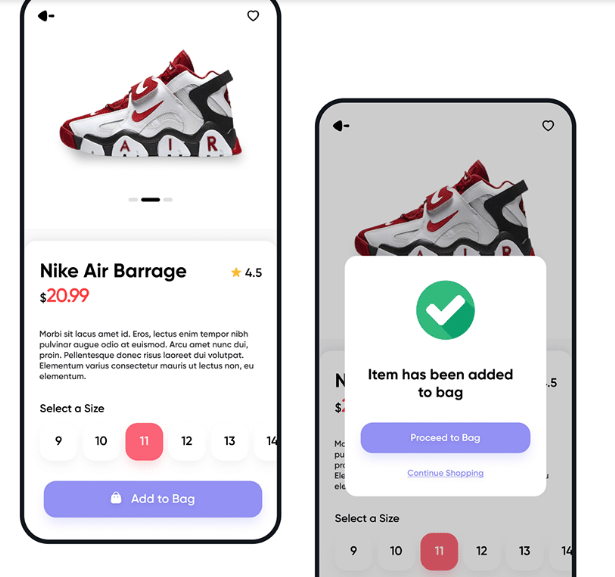 AIR
Nike Air Barrage
4.5
$20.99
Morbi sit lacus amet id. Eros, lectus enim tempor nibh
pulvinar augue odio at euismod. Arcu amet nunc dui,
proin. Pellentesque donec risus laoreet dui volutpat.
Elementum varius consectetur mauris ut lectus non, eu
elementum.
Select a Size
9 10 11 12 13 14
Add to Bag
AIR
Item has been added
to bag
Proceed to Bag
Continue Shopping
N .5
$2
Mo
pu
pro
Ele
ele
Select a Size
9 10 11 12 13 14